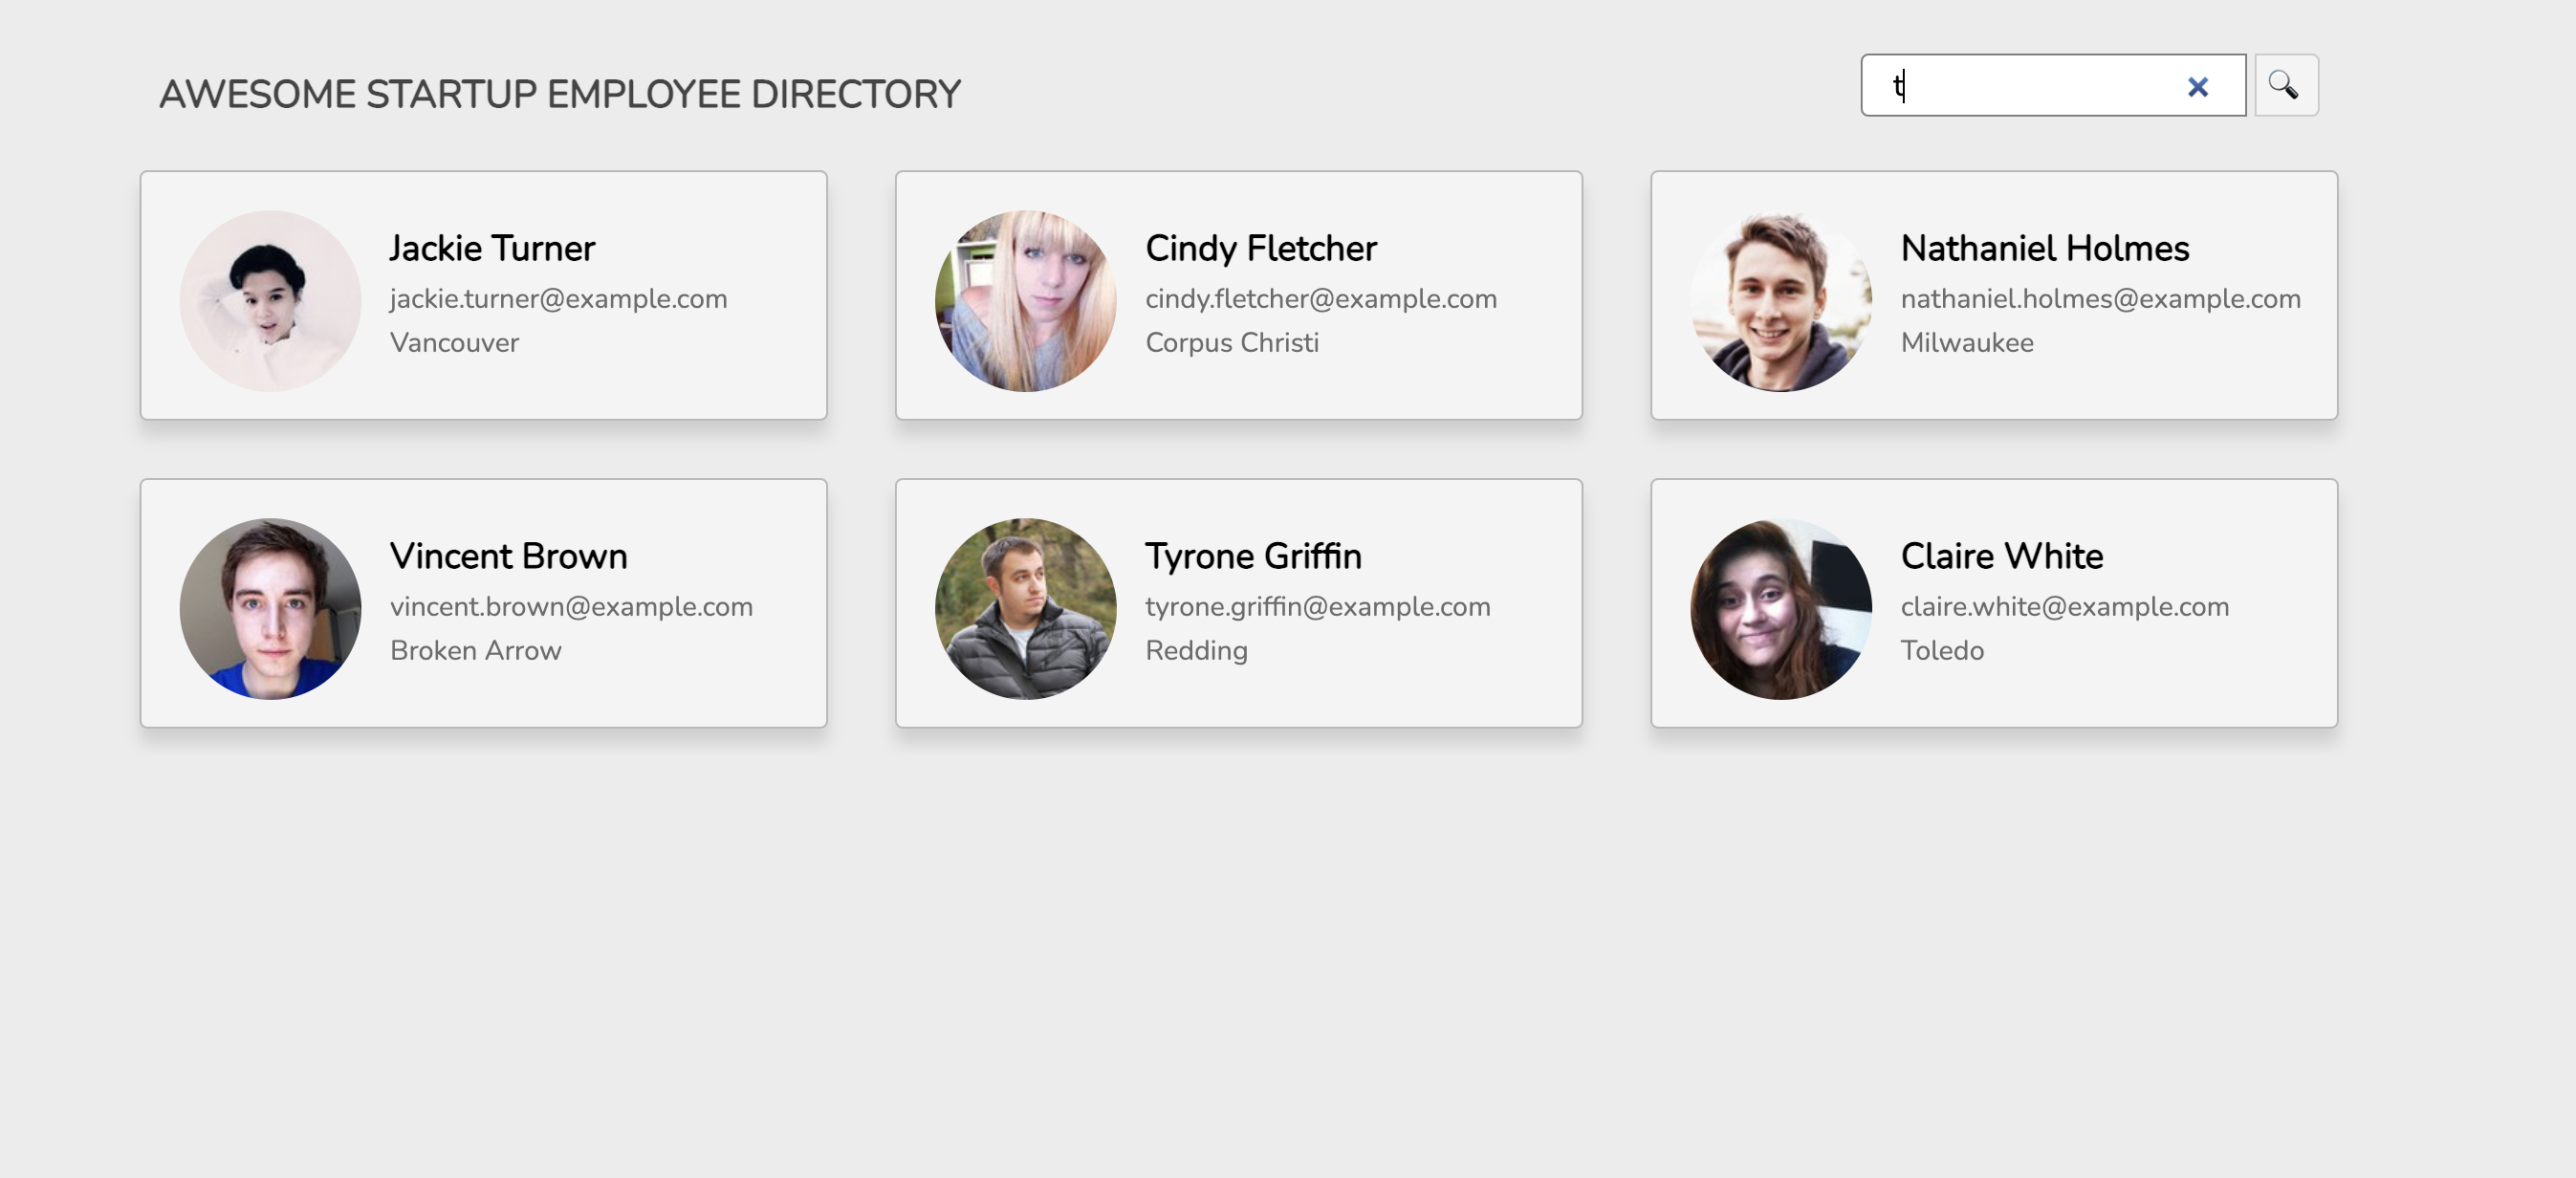 AWESOME STARTUP EMPLOYEE DIRECTORY
t
Jackie Turner
jackie.turner@example.com
Vancouver
Cindy Fletcher
cindy.fletcher@example.com
Corpus Christi
Nathaniel Holmes
nathaniel.holmes@example.com
Milwaukee
Vincent Brown
vincent.brown@example.com
Broken Arrow
Tyrone Griffin
tyrone.griffin@example.com
Redding
Claire White
claire.white@example.com
Toledo